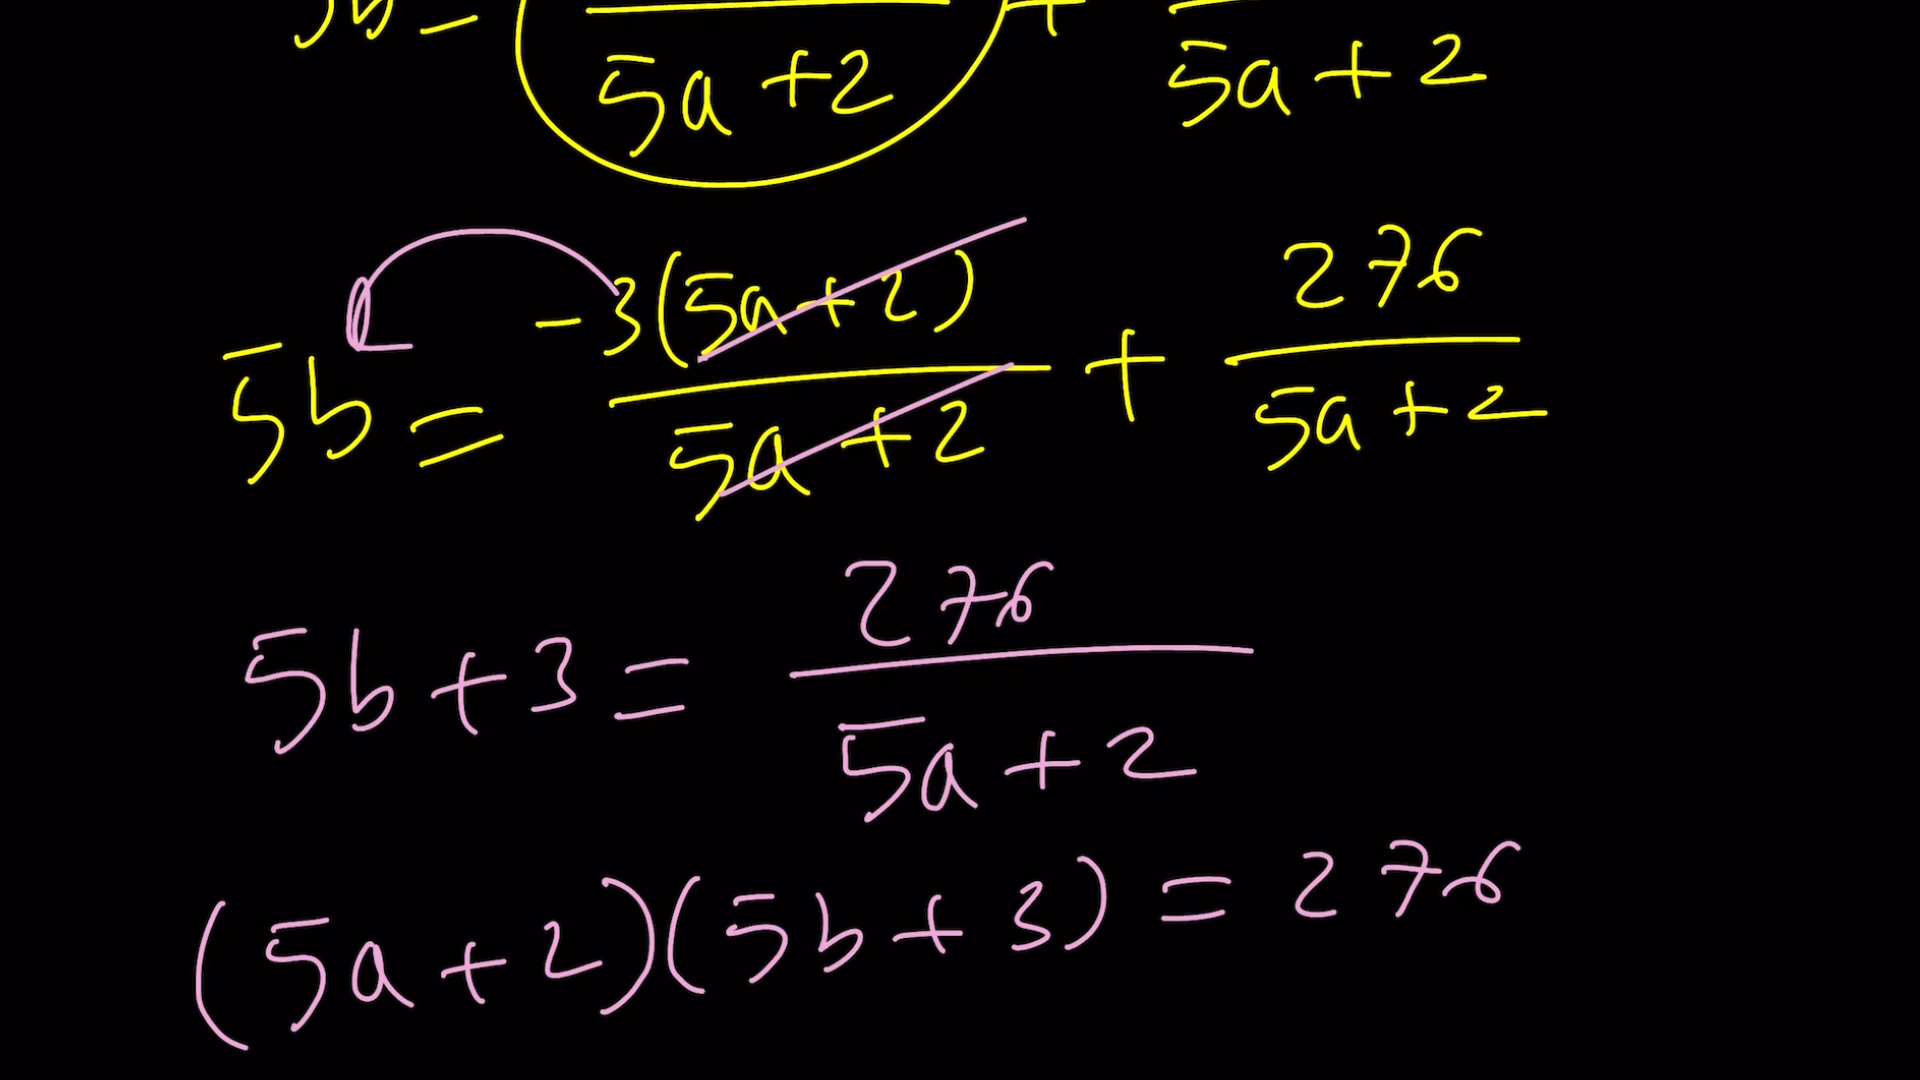 5b = 5a+2 + 5a+2
5b = -3(5a+2)/5a+2 + 276/5a+2
5b+3 = 276/5a+2
(5a+2)(5b+3) = 276